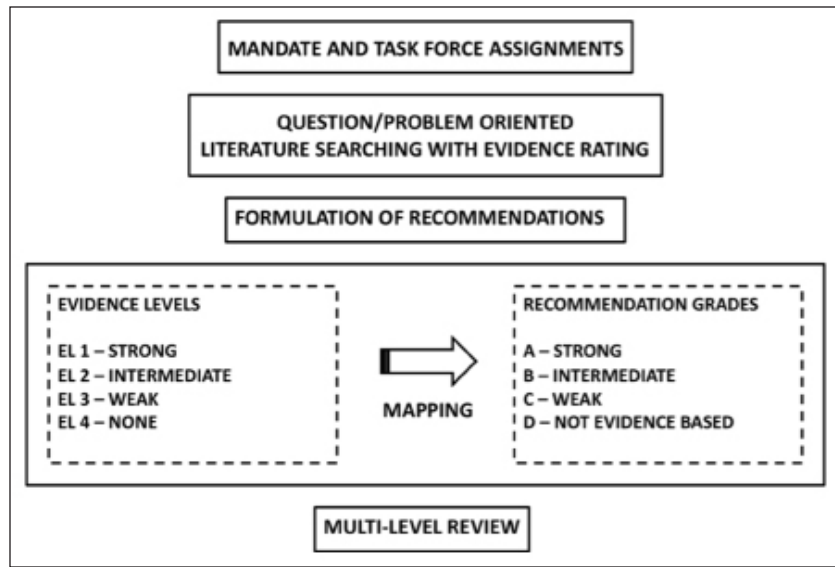 MANDATE AND TASK FORCE ASSIGNMENTS
QUESTION/PROBLEM ORIENTED
LITERATURE SEARCHING WITH EVIDENCE RATING
FORMULATION OF RECOMMENDATIONS
EVIDENCE LEVELS
EL 1 – STRONG
EL 2 – INTERMEDIATE
EL 3 – WEAK
EL 4 – NONE
MAPPING
RECOMMENDATION GRADES
A – STRONG
B – INTERMEDIATE
C – WEAK
D – NOT EVIDENCE BASED
MULTI-LEVEL REVIEW